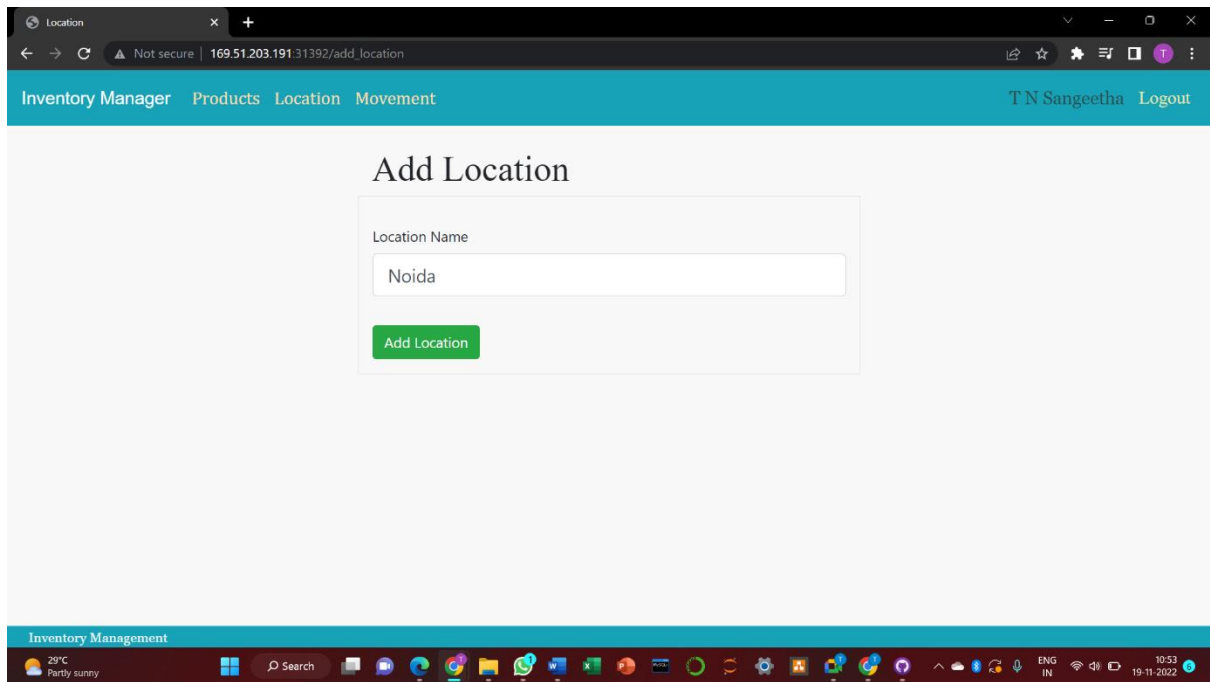 Location
Not secure | 169.51.203.191:31392/add_location
T
Inventory Manager Products Location Movement T N Sangeetha Logout
Add Location
Location Name
Noida
Add Location
Inventory Management
29°C
Partly sunny
Search
ENG
IN
10:53
19-11-2022
6